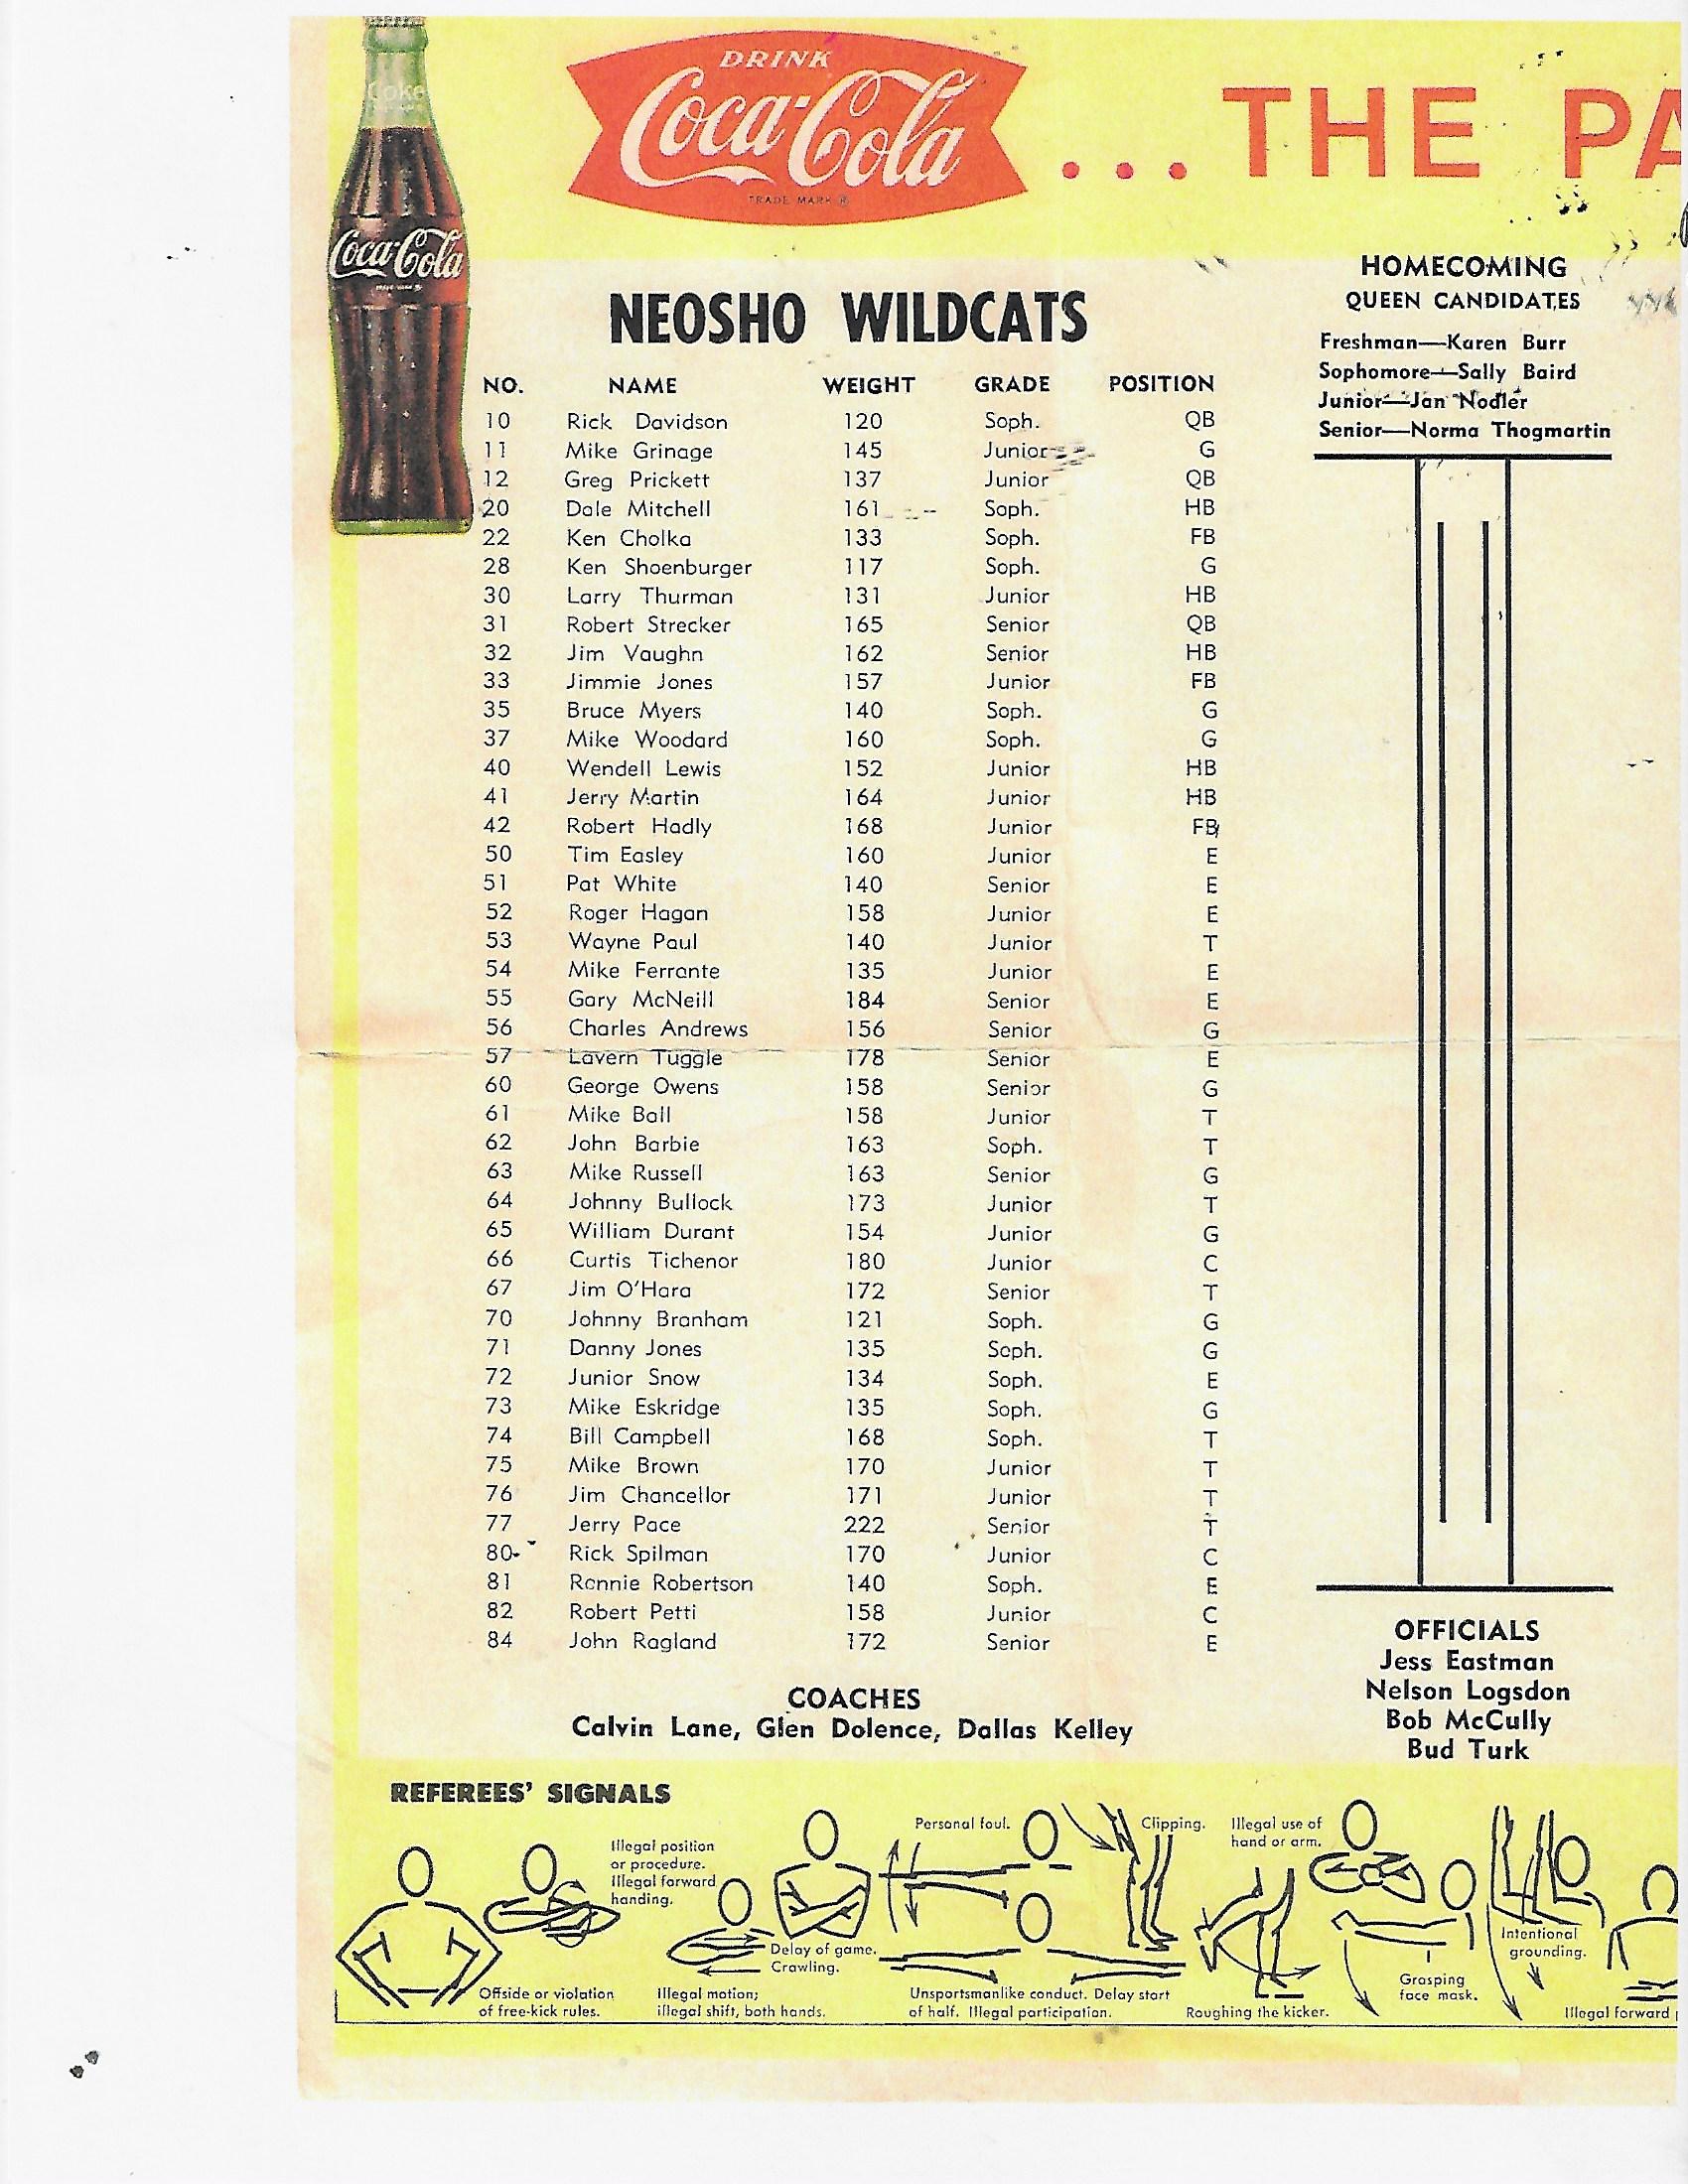 DRINK
Coca-Cola
TRADE MARK ®
...THE PA
Coke
Coca-Cola
NEOSHO WILDCATS
NO. NAME WEIGHT GRADE POSITION
10 Rick Davidson 120 Soph. QB
11 Mike Grinage 145 Junior G
12 Greg Prickett 137 Junior QB
20 Dale Mitchell 161 Soph. HB
22 Ken Cholka 133 Soph. FB
28 Ken Shoenburger 117 Soph. G
30 Larry Thurman 131 Junior HB
31 Robert Strecker 165 Senior QB
32 Jim Vaughn 162 Senior HB
33 Jimmie Jones 157 Junior FB
35 Bruce Myers 140 Soph. G
37 Mike Woodard 160 Soph. G
40 Wendell Lewis 152 Junior HB
41 Jerry Martin 164 Junior HB
42 Robert Hadly 168 Junior FB
50 Tim Easley 160 Junior E
51 Pat White 140 Senior E
52 Roger Hagan 158 Junior E
53 Wayne Paul 140 Junior T
54 Mike Ferrante 135 Junior E
55 Gary McNeill 184 Senior E
56 Charles Andrews 156 Senior G
57 Lavern Tuggle 178 Senior E
60 George Owens 158 Senior G
61 Mike Ball 158 Junior T
62 John Barbie 163 Soph. T
63 Mike Russell 163 Senior G
64 Johnny Bullock 173 Junior T
65 William Durant 154 Junior G
66 Curtis Tichenor 180 Junior C
67 Jim O'Hara 172 Senior T
70 Johnny Branham 121 Soph. G
71 Danny Jones 135 Soph. G
72 Junior Snow 134 Soph. E
73 Mike Eskridge 135 Soph. G
74 Bill Campbell 168 Soph. T
75 Mike Brown 170 Junior T
76 Jim Chancellor 171 Junior T
77 Jerry Pace 222 Senior T
80 Rick Spilman 170 Junior C
81 Ronnie Robertson 140 Soph. E
82 Robert Petti 158 Junior C
84 John Ragland 172 Senior E
COACHES
Calvin Lane, Glen Dolence, Dallas Kelley
HOMECOMING
QUEEN CANDIDATES
Freshman—Karen Burr
Sophomore—Sally Baird
Junior—Jan Nodler
Senior—Norma Thogmartin
OFFICIALS
Jess Eastman
Nelson Logsdon
Bob McCully
Bud Turk
REFEREES' SIGNALS
Offside or violation
of free-kick rules.
Illegal position
or procedure.
Illegal forward
handing.
Illegal motion;
illegal shift, both hands.
Delay of game.
Crawling.
Personal foul.
Unsportsmanlike conduct. Delay start
of half. Illegal participation.
Clipping.
Roughing the kicker.
Illegal use of
hand or arm.
Grasping
face mask.
Intentional
grounding.
Illegal forward